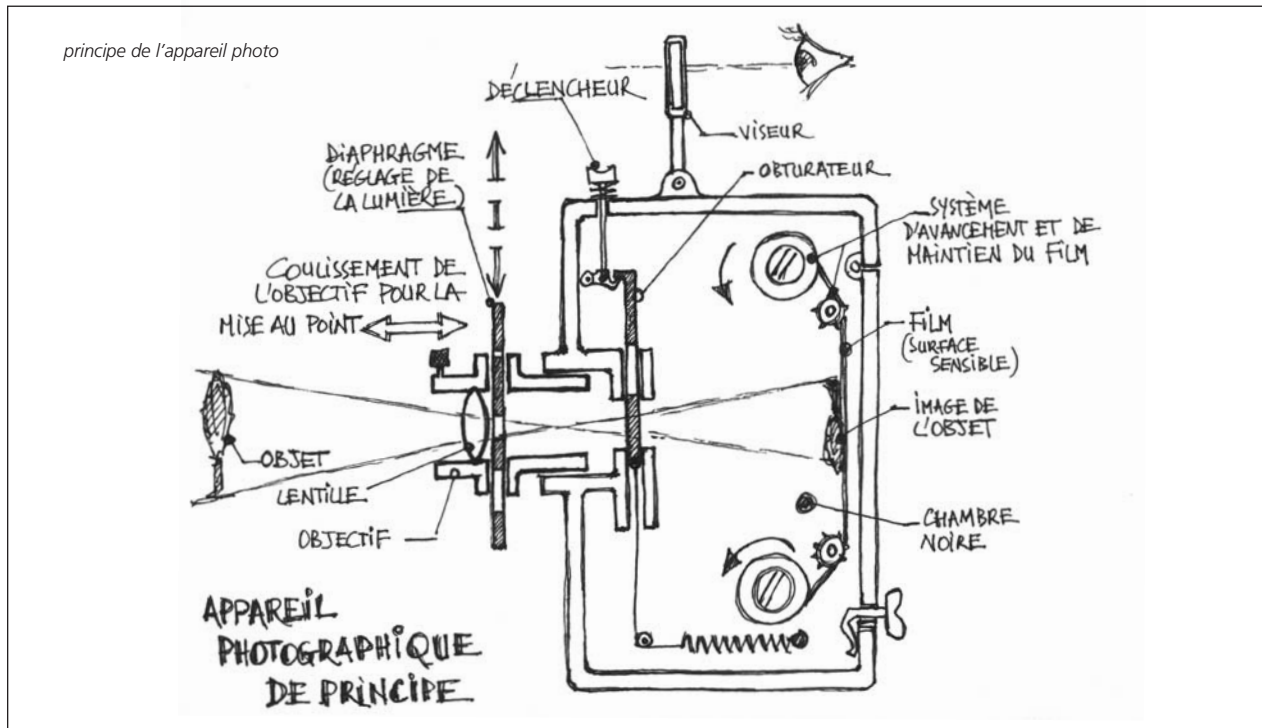 principe de l'appareil photo
DÉCLENCHEUR
VISEUR
DIAPHRAGME
(RÉGLAGE DE
LA LUMIÈRE)
OBTURATEUR
SYSTÈME
D'AVANCEMENT ET DE
MAINTIEN DU FILM
COULISSEMENT DE
L'OBJECTIF POUR LA
MISE AU POINT
FILM
(SURFACE
SENSIBLE)
IMAGE DE
L'OBJET
OBJET
LENTILLE
OBJECTIF
CHAMBRE
NOIRE
APPAREIL
PHOTOGRAPHIQUE
DE PRINCIPE